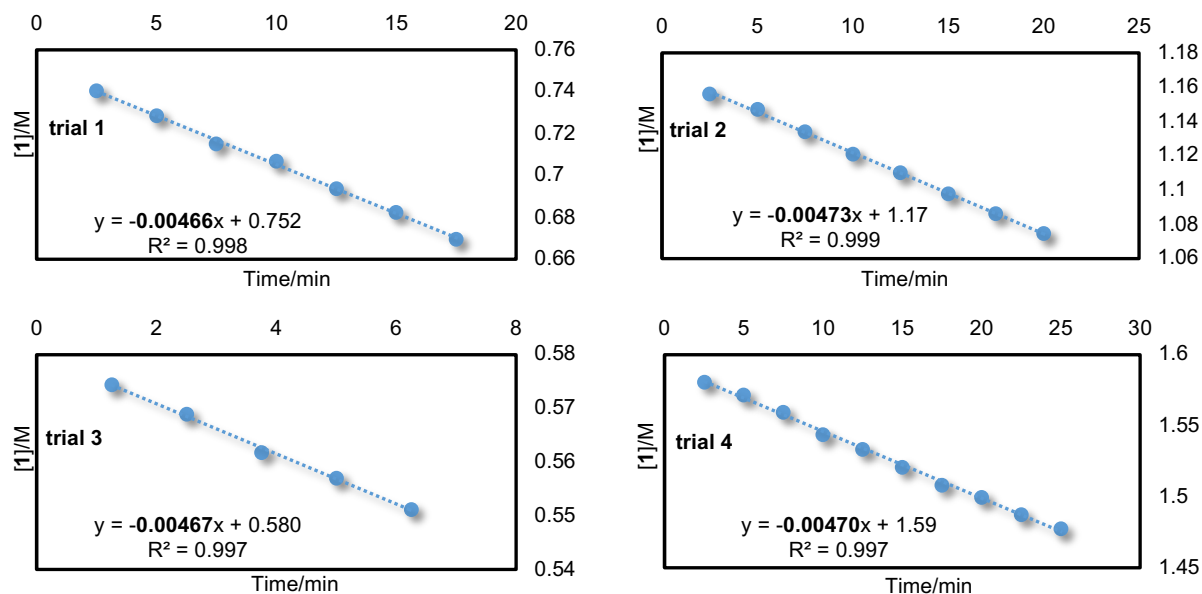 0 5 10 15 20
0.76
0.74
0.72
0.7
0.68
0.66
[1]/M
trial 1
y = -0.00466x + 0.752
R² = 0.998
Time/min
0 5 10 15 20 25
1.18
1.16
1.14
1.12
1.1
1.08
1.06
[1]/M
trial 2
y = -0.00473x + 1.17
R² = 0.999
Time/min
0 2 4 6 8
0.58
0.57
0.56
0.55
0.54
[1]/M
trial 3
y = -0.00467x + 0.580
R² = 0.997
Time/min
0 5 10 15 20 25 30
1.6
1.55
1.5
1.45
[1]/M
trial 4
y = -0.00470x + 1.59
R² = 0.997
Time/min